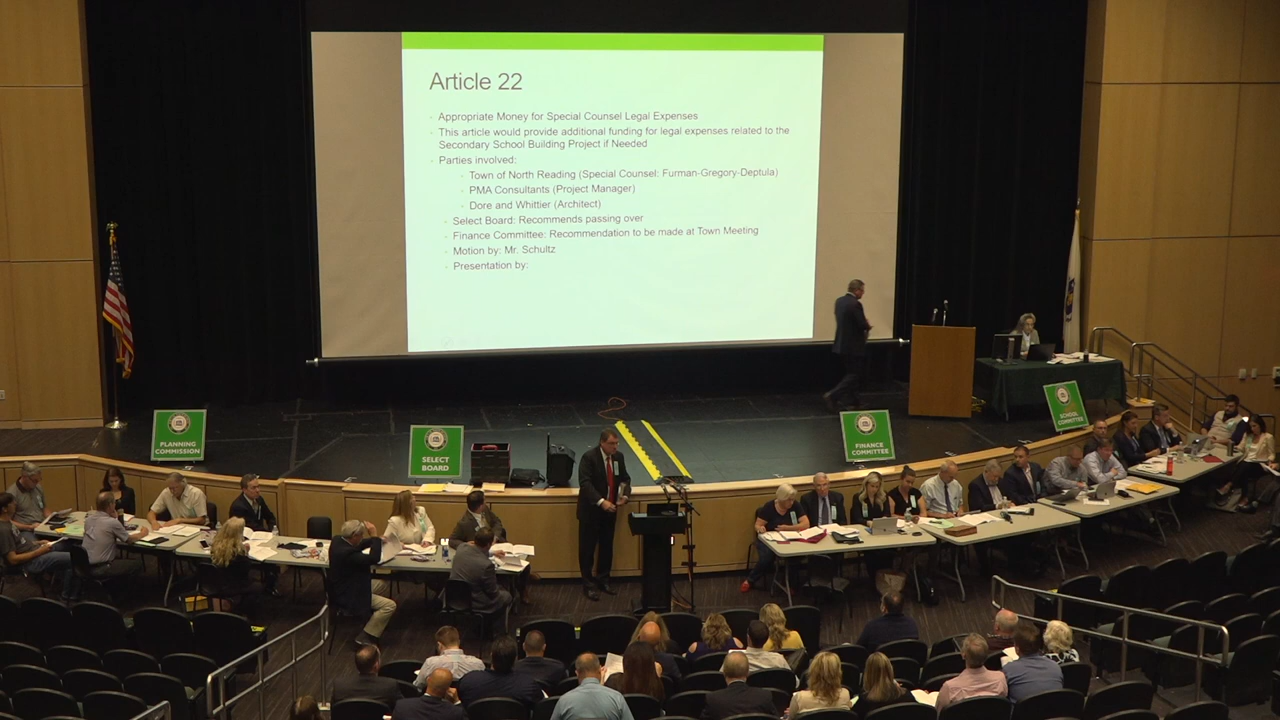 Article 22
Appropriate Money for Special Counsel Legal Expenses
This article would provide additional funding for legal expenses related to the
Secondary School Building Project if Needed
Parties involved:
Town of North Reading (Special Counsel: Furman-Gregory-Deptula)
PMA Consultants (Project Manager)
Dore and Whittier (Architect)
Select Board: Recommends passing over
Finance Committee: Recommendation to be made at Town Meeting
Motion by: Mr. Schultz
Presentation by:
PLANNING
COMMISSION
SELECT
BOARD
FINANCE
COMMITTEE
SCHOOL
COMMITTEE